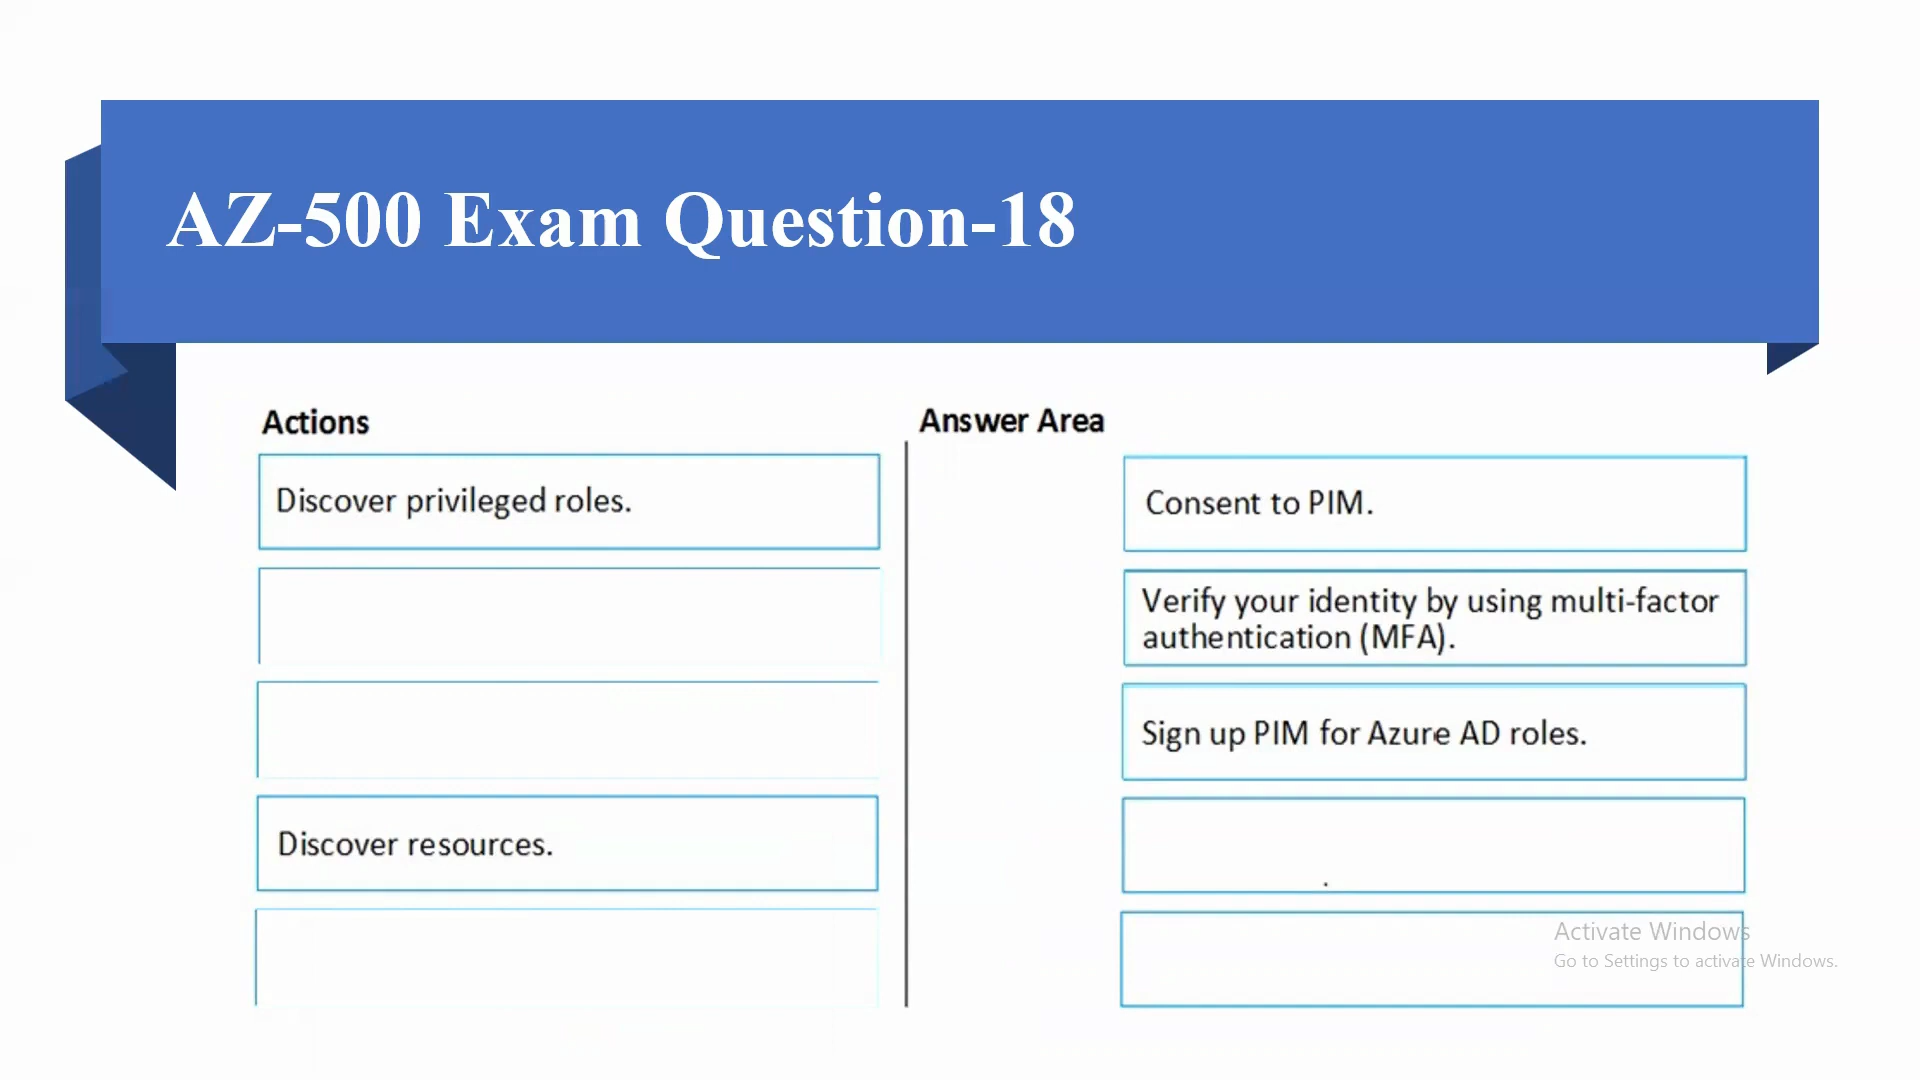 AZ-500 Exam Question-18
Actions
Discover privileged roles.
Discover resources.
Answer Area
Consent to PIM.
Verify your identity by using multi-factor
authentication (MFA).
Sign up PIM for Azure AD roles.
.
Activate Windows
Go to Settings to activate Windows.